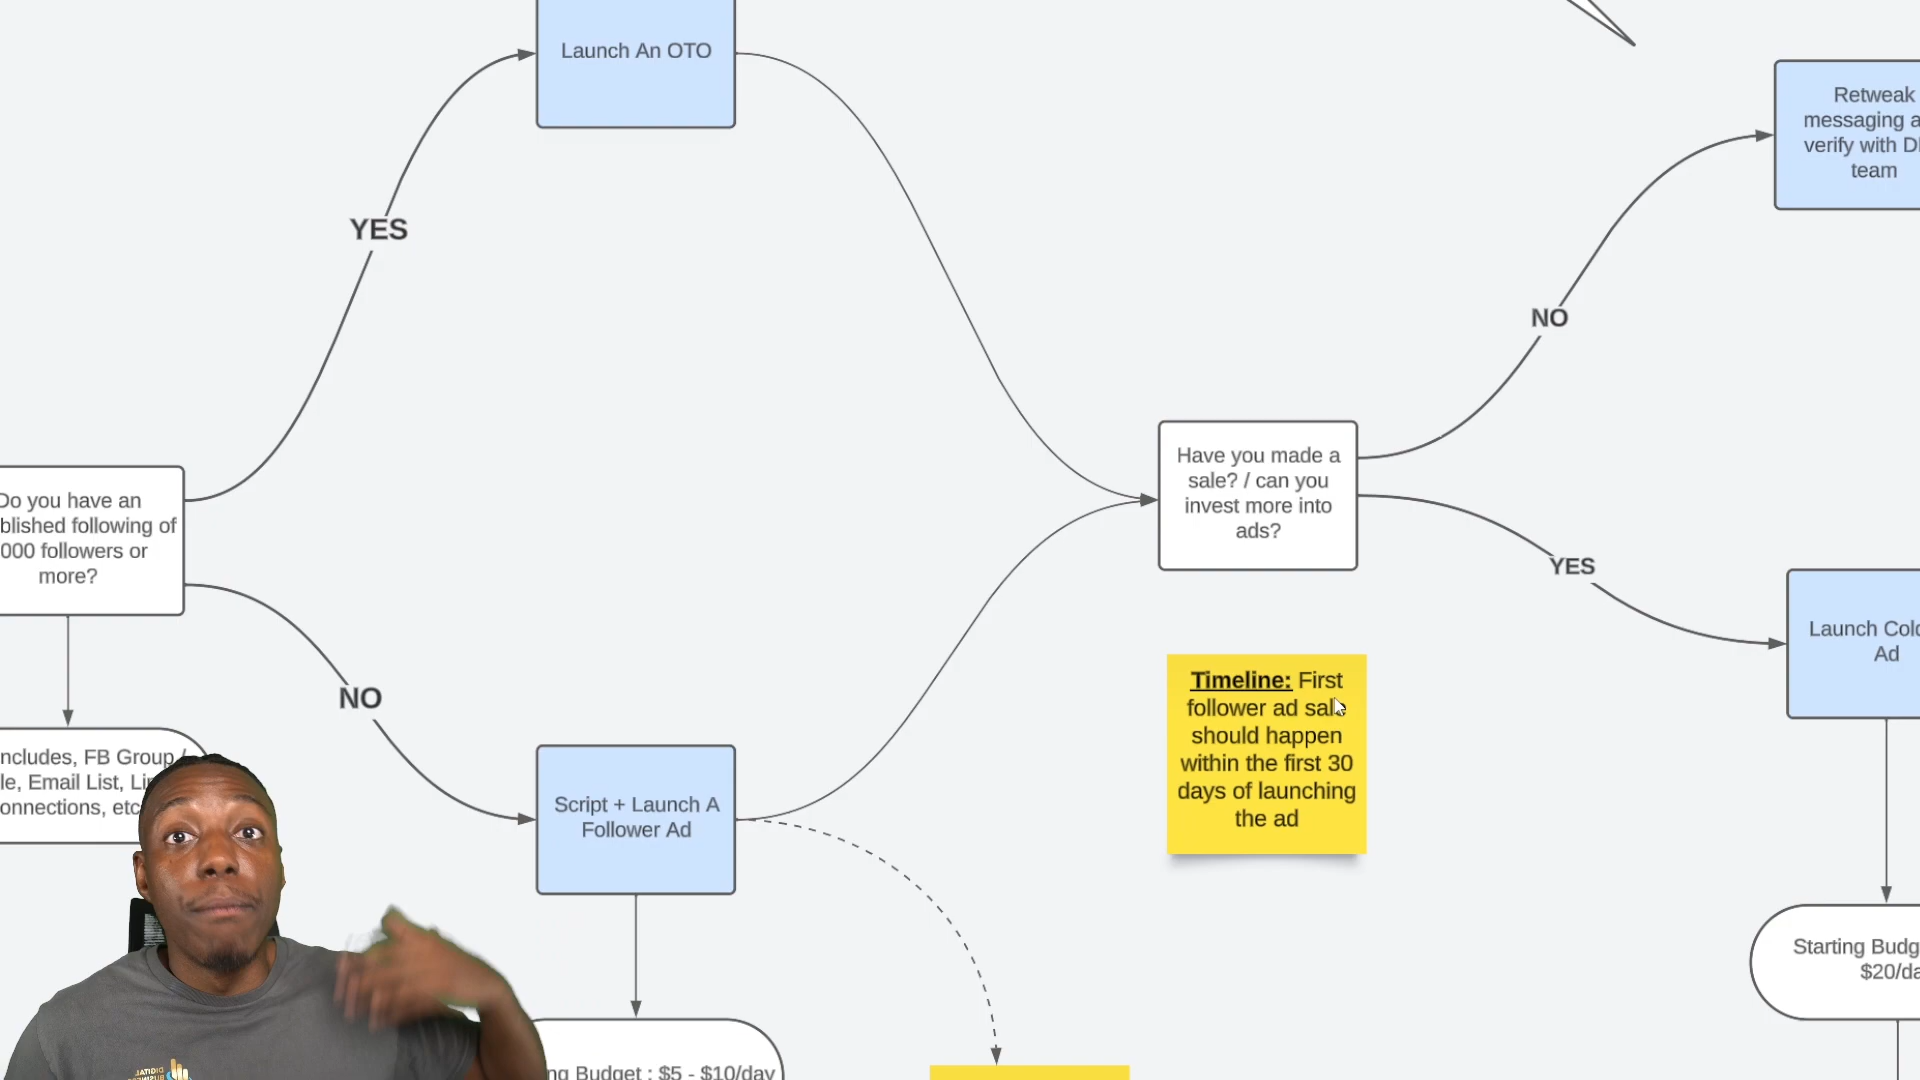 Launch An OTO
Retweak
messaging
verify with
team
YES
NO
Have you made a
sale? / can you
invest more into
ads?
Do you have an
blished following of
000 followers or
more?
YES
Launch Cold
Ad
Timeline: First
follower ad sale
should happen
within the first 30
days of launching
the ad
NO
ncludes, FB Group /
le, Email List,
onnections, etc
Script + Launch A
Follower Ad
Starting Budg
$20/da
ng Budget : $5 - $10/day
DIGITAL